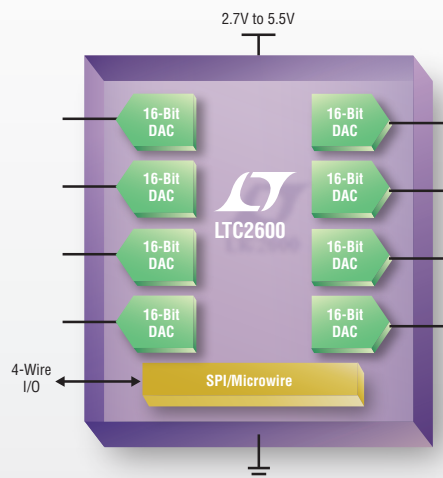 2.7V to 5.5V
16-Bit
DAC
16-Bit
DAC
16-Bit
DAC
16-Bit
DAC
LTC2600
16-Bit
DAC
16-Bit
DAC
16-Bit
DAC
16-Bit
DAC
4-Wire
I/O
SPI/Microwire